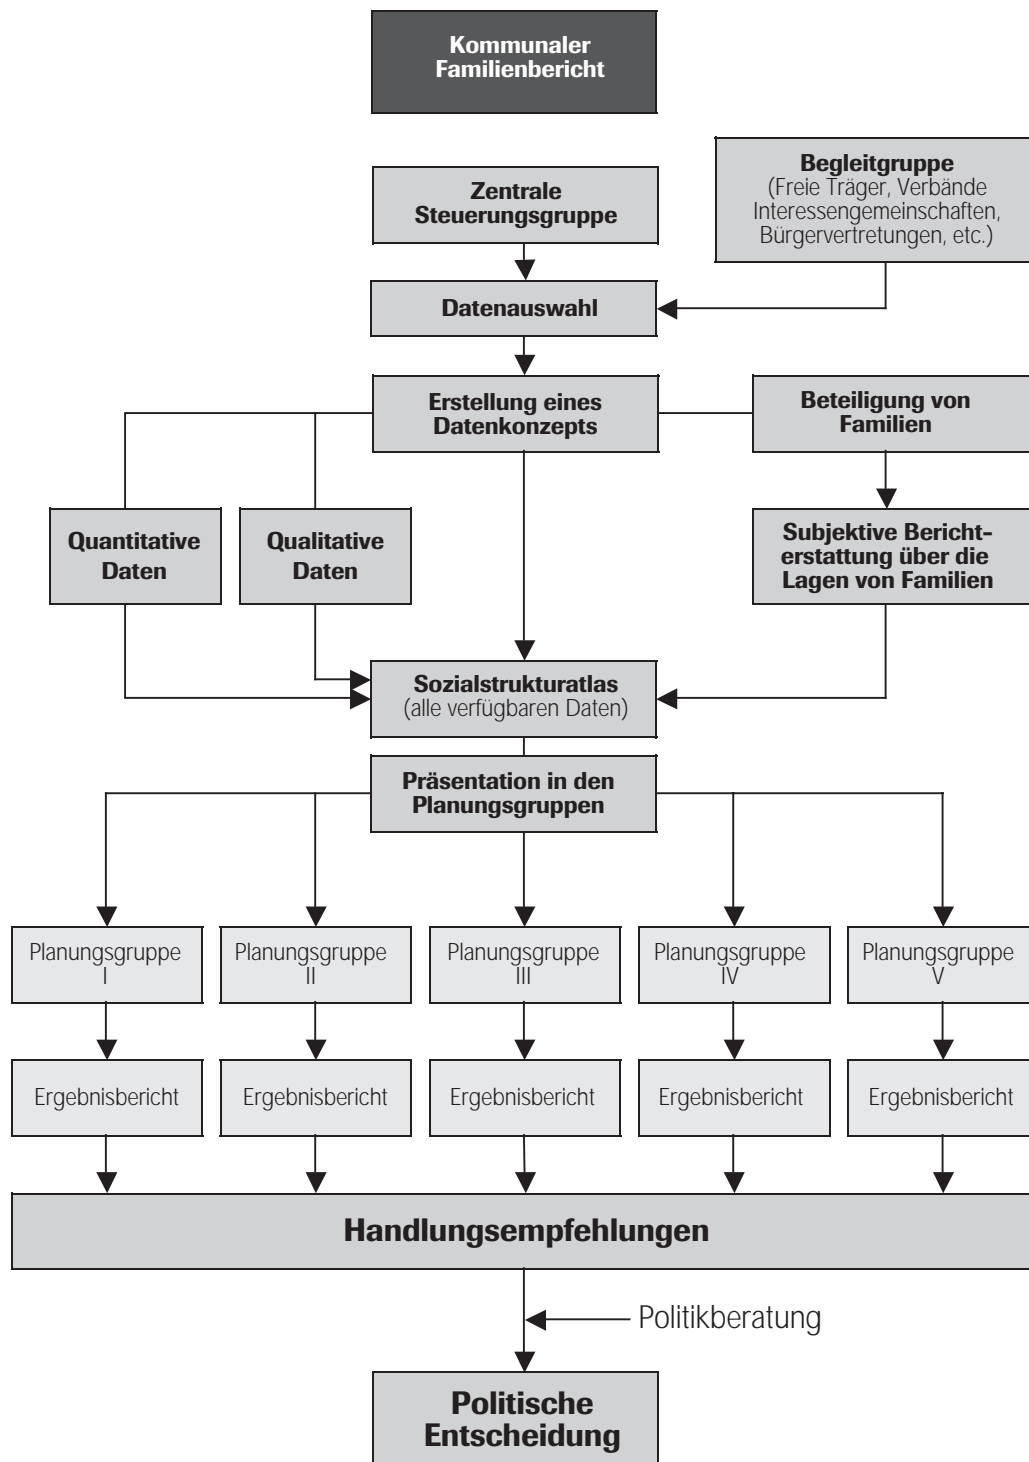 Kommunaler
Familienbericht
Zentrale
Steuerungsgruppe
Begleitgruppe
(Freie Träger, Verbände
Interessengemeinschaften,
Bürgervertretungen, etc.)
Datenauswahl
Erstellung eines
Datenkonzepts
Beteiligung von
Familien
Quantitative
Daten
Qualitative
Daten
Subjektive Bericht-
erstattung über die
Lagen von Familien
Sozialstrukturatlas
(alle verfügbaren Daten)
Präsentation in den
Planungsgruppen
Planungsgruppe
I
Planungsgruppe
II
Planungsgruppe
III
Planungsgruppe
IV
Planungsgruppe
V
Ergebnisbericht
Ergebnisbericht
Ergebnisbericht
Ergebnisbericht
Ergebnisbericht
Handlungsempfehlungen
Politikberatung
Politische
Entscheidung